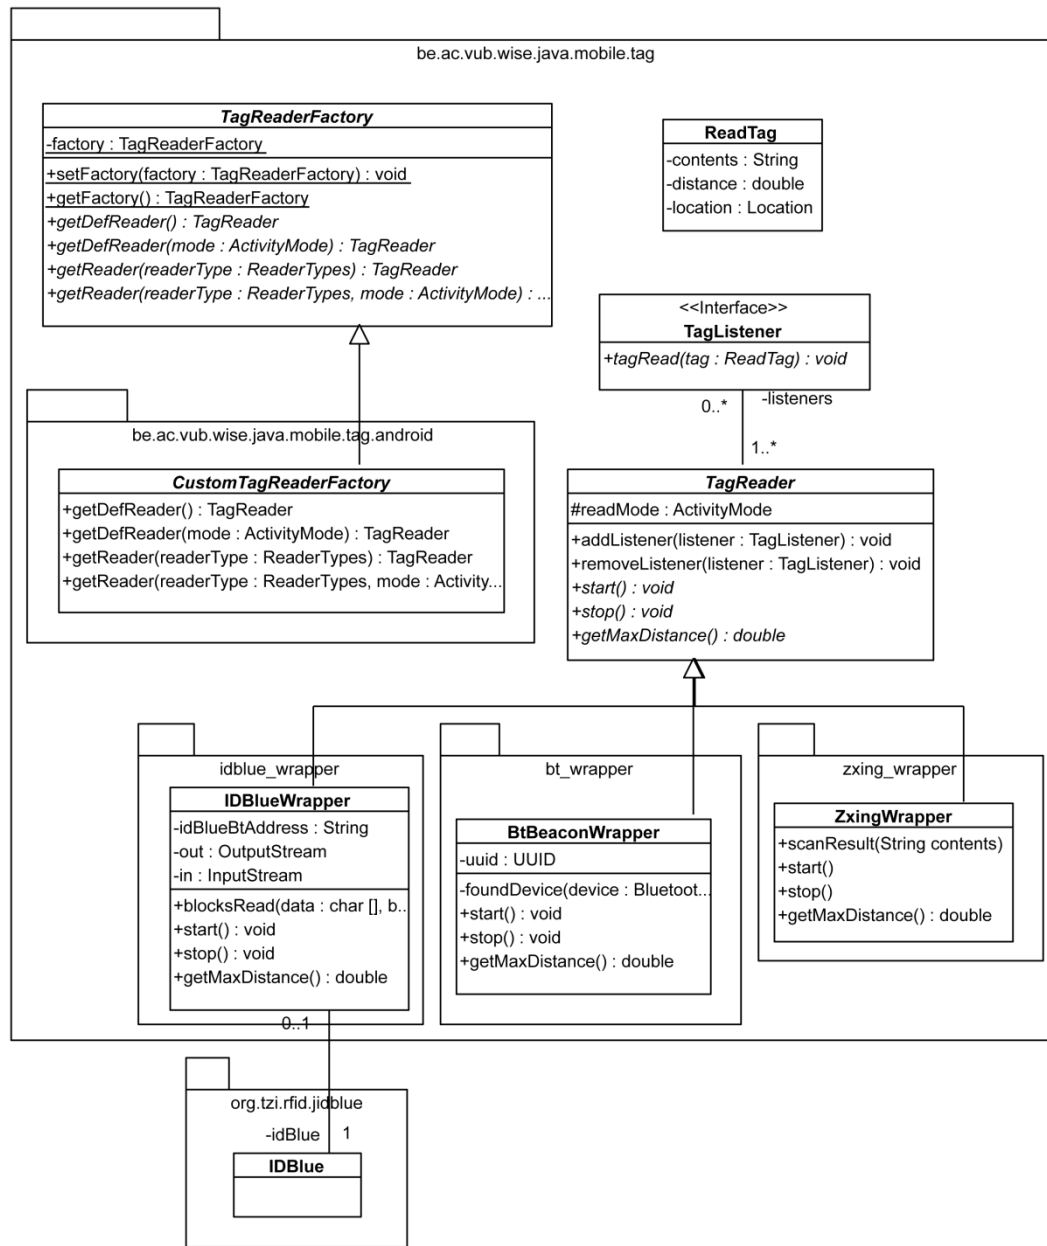 be.ac.vub.wise.java.mobile.tag
TagReaderFactory
-factory : TagReaderFactory
+setFactory(factory : TagReaderFactory) : void
+getFactory() : TagReaderFactory
+getDefReader() : TagReader
+getDefReader(mode : ActivityMode) : TagReader
+getReader(readerType : ReaderTypes) : TagReader
+getReader(readerType : ReaderTypes, mode : ActivityMode) : ...
ReadTag
-contents : String
-distance : double
-location : Location
<<Interface>>
TagListener
+tagRead(tag : ReadTag) : void
0..*
-listeners
1..*
be.ac.vub.wise.java.mobile.tag.android
CustomTagReaderFactory
+getDefReader() : TagReader
+getDefReader(mode : ActivityMode) : TagReader
+getReader(readerType : ReaderTypes) : TagReader
+getReader(readerType : ReaderTypes, mode : Activity...
TagReader
#readMode : ActivityMode
+addListener(listener : TagListener) : void
+removeListener(listener : TagListener) : void
+start() : void
+stop() : void
+getMaxDistance() : double
idblue_wrapper
IDBlueWrapper
-idBlueBtAddress : String
-out : OutputStream
-in : InputStream
+blocksRead(data : char [], b..
+start() : void
+stop() : void
+getMaxDistance() : double
0..1
bt_wrapper
BtBeaconWrapper
-uuid : UUID
-foundDevice(device : Bluetoot...
+start() : void
+stop() : void
+getMaxDistance() : double
zxing_wrapper
ZxingWrapper
+scanResult(String contents)
+start()
+stop()
+getMaxDistance() : double
org.tzi.rfid.jidblue
-idBlue 1
IDBlue